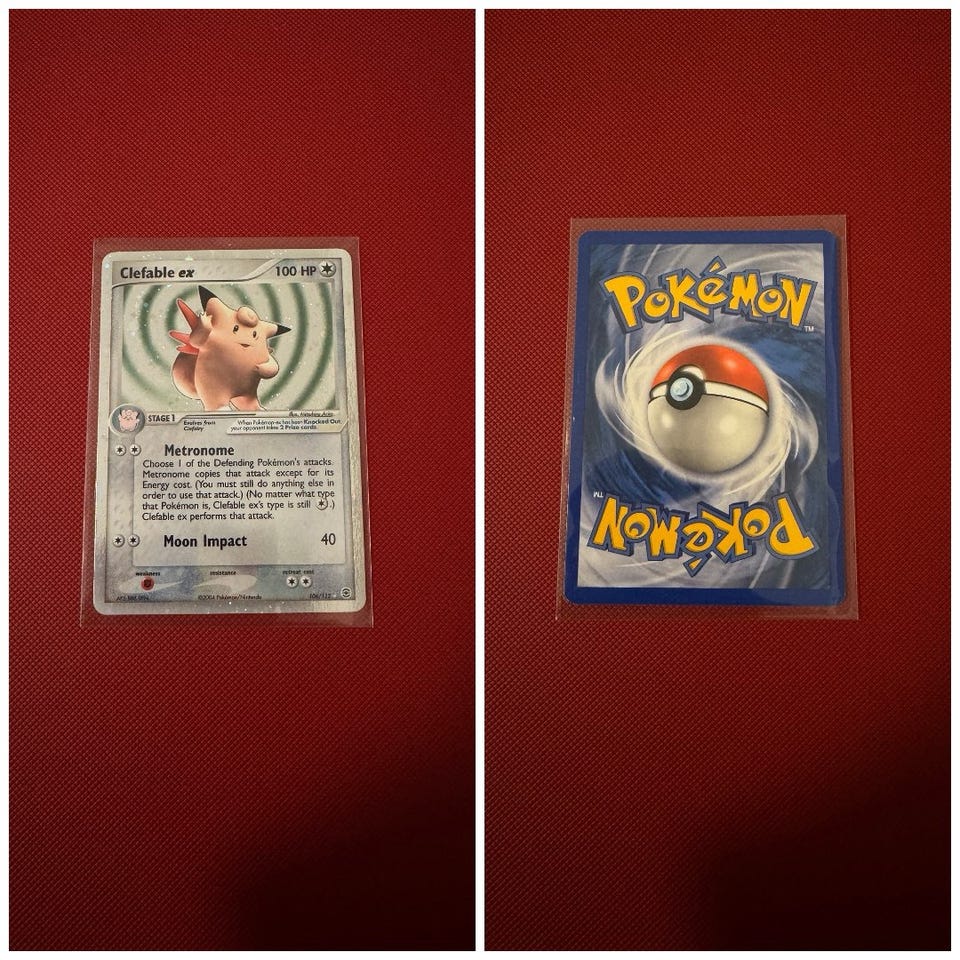 Clefable ex
100 HP
STAGE 1
Evolves from
Clefairy
When Pokémon-ex has been Knocked Out
your opponent takes 2 Prize cards.
Metronome
Choose 1 of the Defending Pokémon's attacks.
Metronome copies that attack except for its
Energy cost. (You must still do anything else in
order to use that attack.) (No matter what type
that Pokémon is, Clefable ex's type is still .)
Clefable ex performs that attack.
Moon Impact 40
weakness resistance retreat cost
©2004 Pokémon/Nintendo
POKéMON
TM
POKéMON
TM